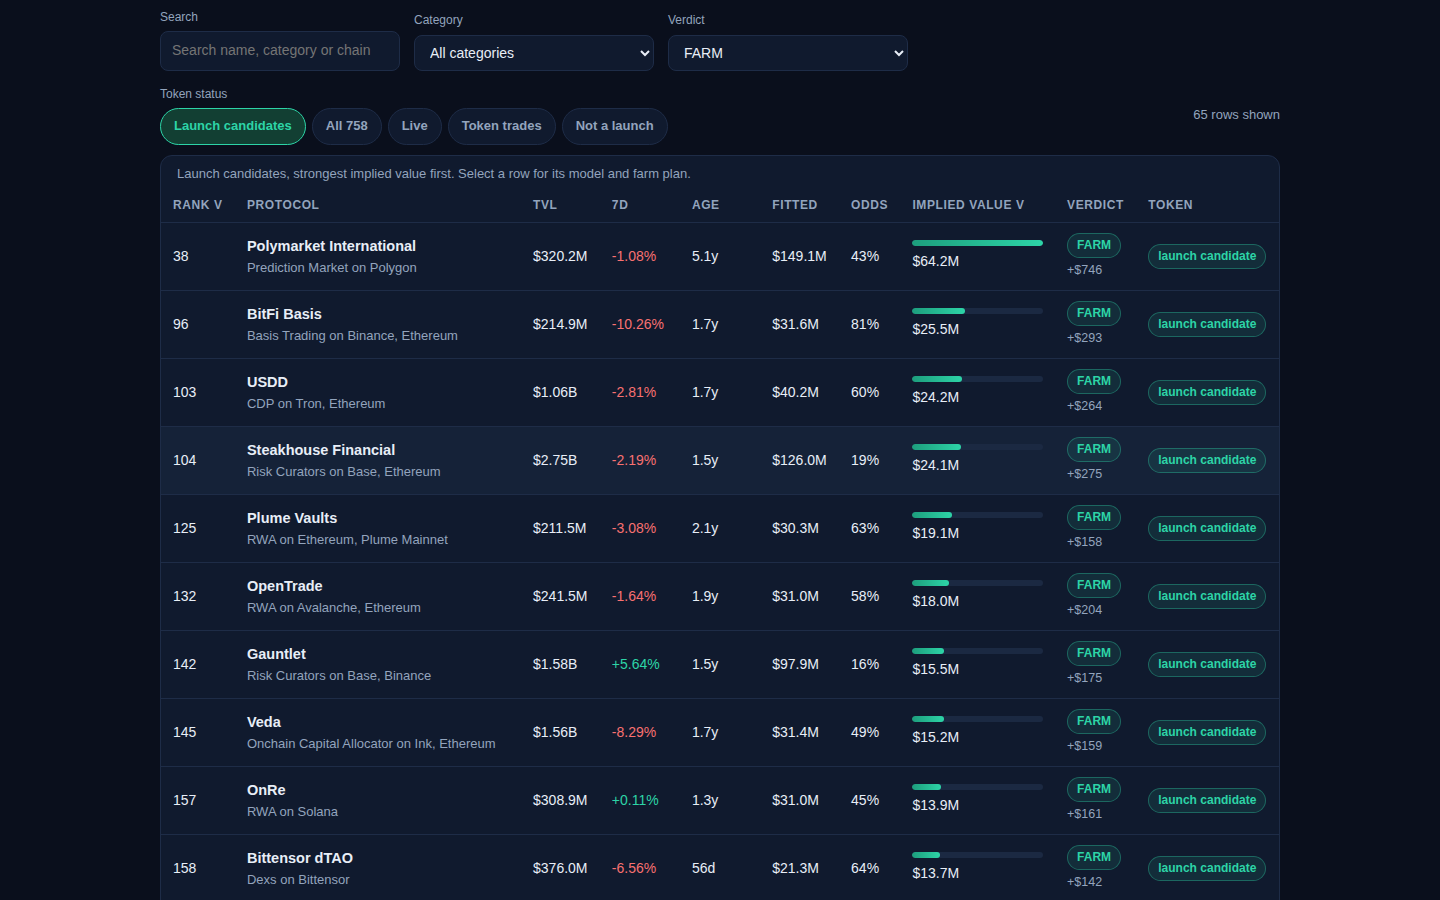 Search
Category
Verdict
Search name, category or chain
All categories
FARM
Token status
Launch candidates
All 758
Live
Token trades
Not a launch
65 rows shown
Launch candidates, strongest implied value first. Select a row for its model and farm plan.
RANK V PROTOCOL TVL 7D AGE FITTED ODDS IMPLIED VALUE V VERDICT TOKEN
38 Polymarket International $320.2M -1.08% 5.1y $149.1M 43% $64.2M FARM launch candidate
Prediction Market on Polygon +$746
96 BitFi Basis $214.9M -10.26% 1.7y $31.6M 81% $25.5M FARM launch candidate
Basis Trading on Binance, Ethereum +$293
103 USDD $1.06B -2.81% 1.7y $40.2M 60% $24.2M FARM launch candidate
CDP on Tron, Ethereum +$264
104 Steakhouse Financial $2.75B -2.19% 1.5y $126.0M 19% $24.1M FARM launch candidate
Risk Curators on Base, Ethereum +$275
125 Plume Vaults $211.5M -3.08% 2.1y $30.3M 63% $19.1M FARM launch candidate
RWA on Ethereum, Plume Mainnet +$158
132 OpenTrade $241.5M -1.64% 1.9y $31.0M 58% $18.0M FARM launch candidate
RWA on Avalanche, Ethereum +$204
142 Gauntlet $1.58B +5.64% 1.5y $97.9M 16% $15.5M FARM launch candidate
Risk Curators on Base, Binance +$175
145 Veda $1.56B -8.29% 1.7y $31.4M 49% $15.2M FARM launch candidate
Onchain Capital Allocator on Ink, Ethereum +$159
157 OnRe $308.9M +0.11% 1.3y $31.0M 45% $13.9M FARM launch candidate
RWA on Solana +$161
158 Bittensor dTAO $376.0M -6.56% 56d $21.3M 64% $13.7M FARM launch candidate
Dexs on Bittensor +$142